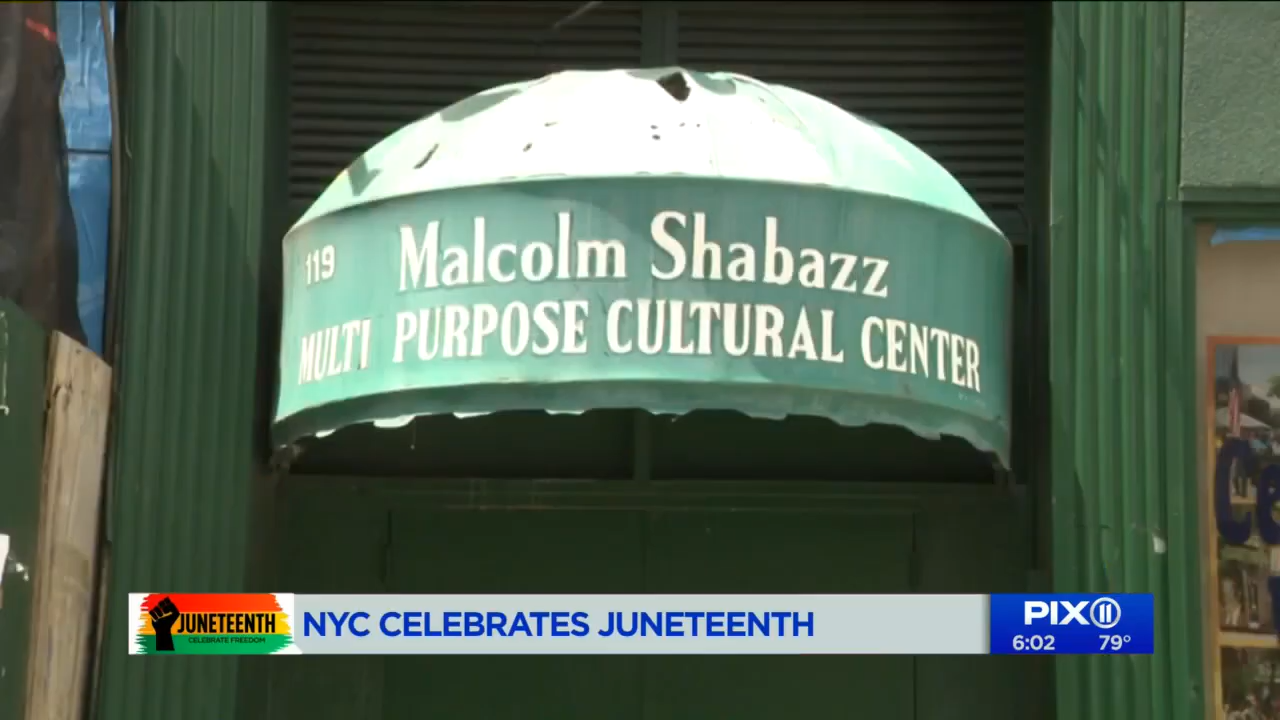 119
Malcolm Shabazz
MULTI PURPOSE CULTURAL CENTER
JUNETEENTH
CELEBRATE FREEDOM
NYC CELEBRATES JUNETEENTH
PIX11
6:02 79°